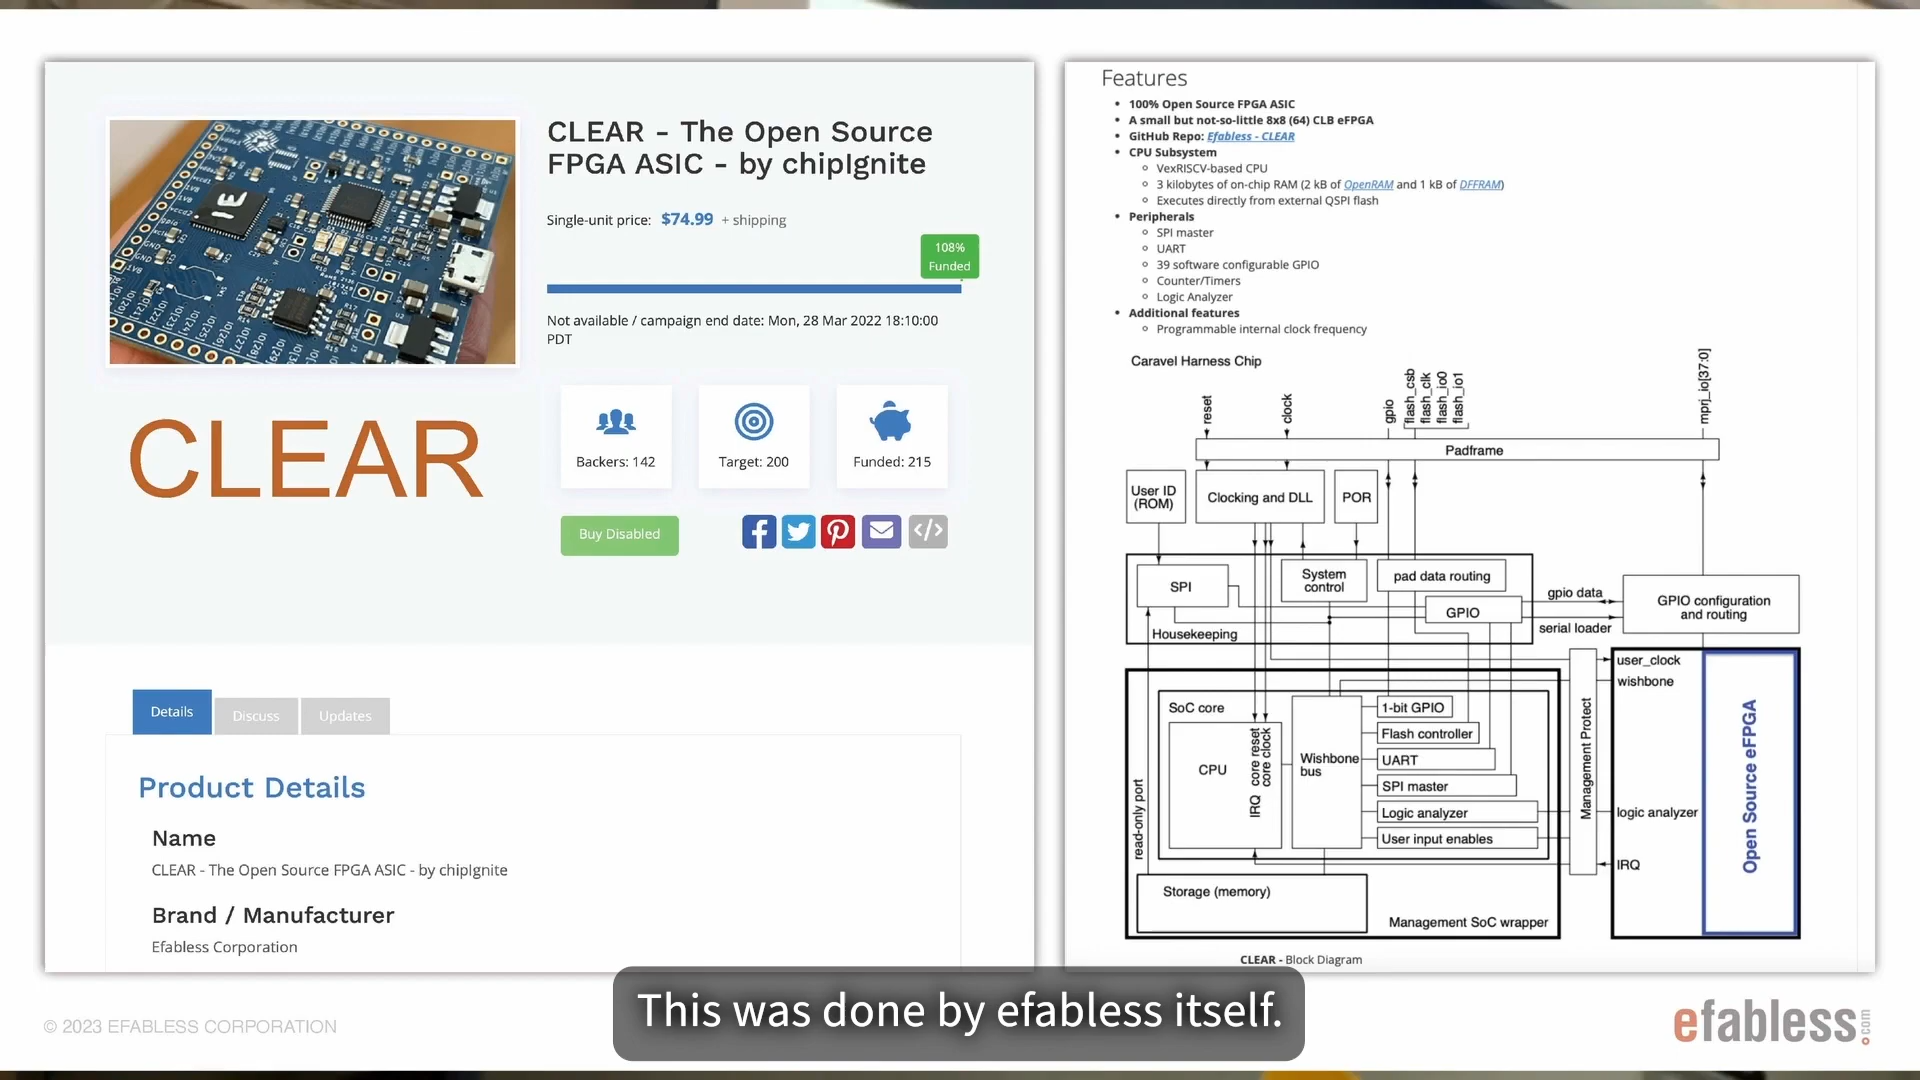 CLEAR - The Open Source
FPGA ASIC - by chipIgnite
Single-unit price: $74.99 + shipping
108%
Funded
Not available / campaign end date: Mon, 28 Mar 2022 18:10:00
PDT
Backers: 142
Target: 200
Funded: 215
Buy Disabled
CLEAR
Details
Discuss
Updates
Product Details
Name
CLEAR - The Open Source FPGA ASIC - by chipIgnite
Brand / Manufacturer
Efabless Corporation
Features
• 100% Open Source FPGA ASIC
• A small but not-so-little 8x8 (64) CLB eFPGA
• GitHub Repo: Efabless - CLEAR
• CPU Subsystem
VexRISCV-based CPU
3 kilobytes of on-chip RAM (2 kB of OpenRAM and 1 kB of DFFRAM)
Executes directly from external QSPI flash
• Peripherals
SPI master
UART
39 software configurable GPIO
Counter/Timers
Logic Analyzer
• Additional features
Programmable internal clock frequency
Caravel Harness Chip
reset
clock
gpio
flash_csb
flash_clk
flash_io0
flash_io1
mprj_io[37:0]
Padframe
User ID
(ROM)
Clocking and DLL
POR
SPI
System
control
pad data routing
GPIO
Housekeeping
gpio data
serial loader
GPIO configuration
and routing
SoC core
CPU
IRQ
core reset
core clock
Wishbone
bus
1-bit GPIO
Flash controller
UART
SPI master
Logic analyzer
User input enables
read-only port
Storage (memory)
Management SoC wrapper
Management Protect
user_clock
wishbone
logic analyzer
IRQ
Open Source eFPGA
CLEAR - Block Diagram
© 2023 EFABLESS CORPORATION
This was done by efabless itself.
efabless.com